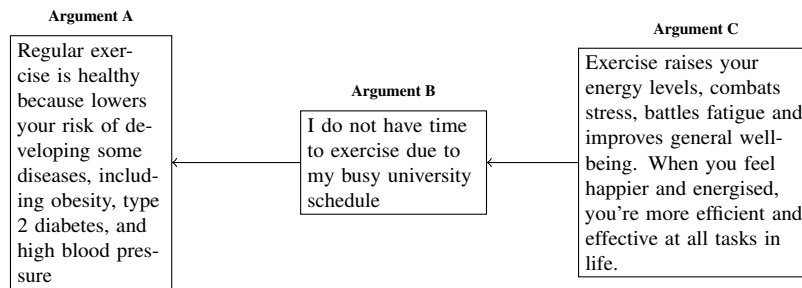 Argument A
Regular exer-
cise is healthy
because lowers
your risk of de-
veloping some
diseases, includ-
ing obesity, type
2 diabetes, and
high blood pres-
sure
Argument B
I do not have time
to exercise due to
my busy university
schedule
Argument C
Exercise raises your
energy levels, combats
stress, battles fatigue and
improves general well-
being. When you feel
happier and energised,
you're more efficient and
effective at all tasks in
life.